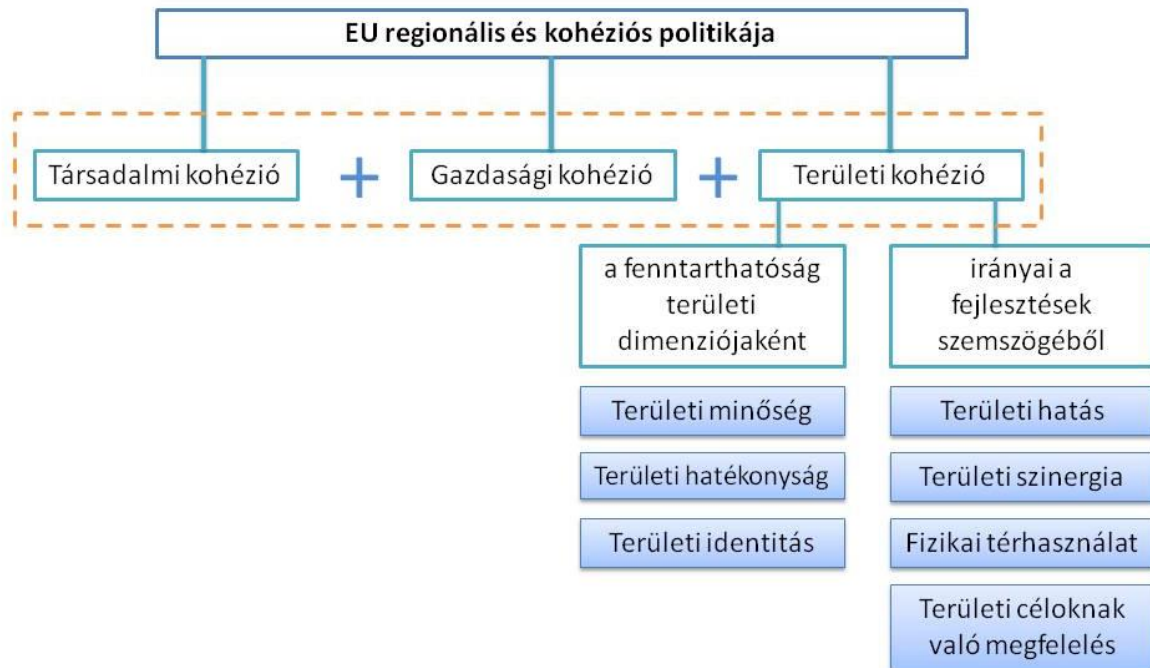 EU regionális és kohéziós politikája
Társadalmi kohézió
+
Gazdasági kohézió
+
Területi kohézió
a fenntarthatóság
területi
dimenziójaként
Területi minőség
Területi hatékonyság
Területi identitás
irányai a
fejlesztések
szemszögéből
Területi hatás
Területi szinergia
Fizikai térhasználat
Területi céloknak
való megfelelés